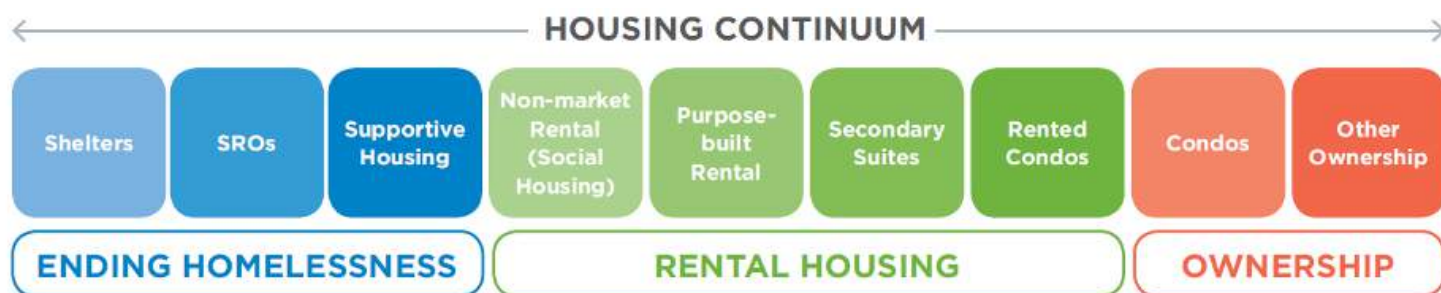 HOUSING CONTINUUM
Shelters
SROs
Supportive
Housing
Non-market
Rental
(Social
Housing)
Purpose-
built
Rental
Secondary
Suites
Rented
Condos
Condos
Other
Ownership
ENDING HOMELESSNESS
RENTAL HOUSING
OWNERSHIP